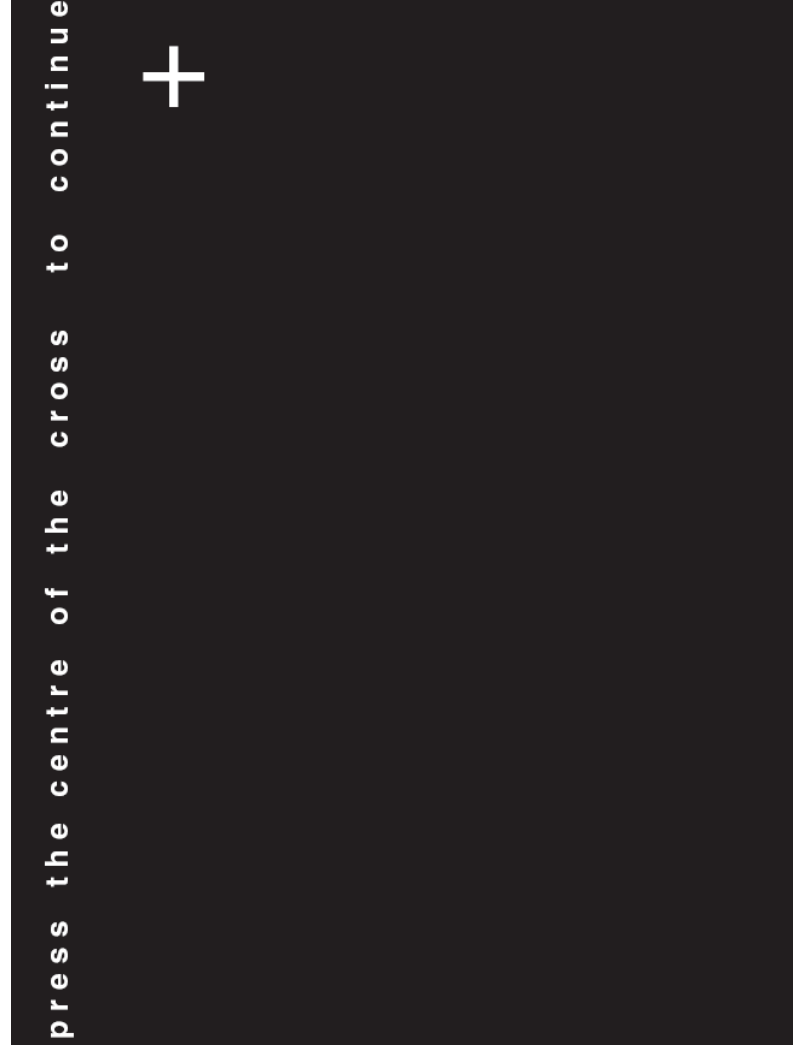 press the centre of the cross to continue